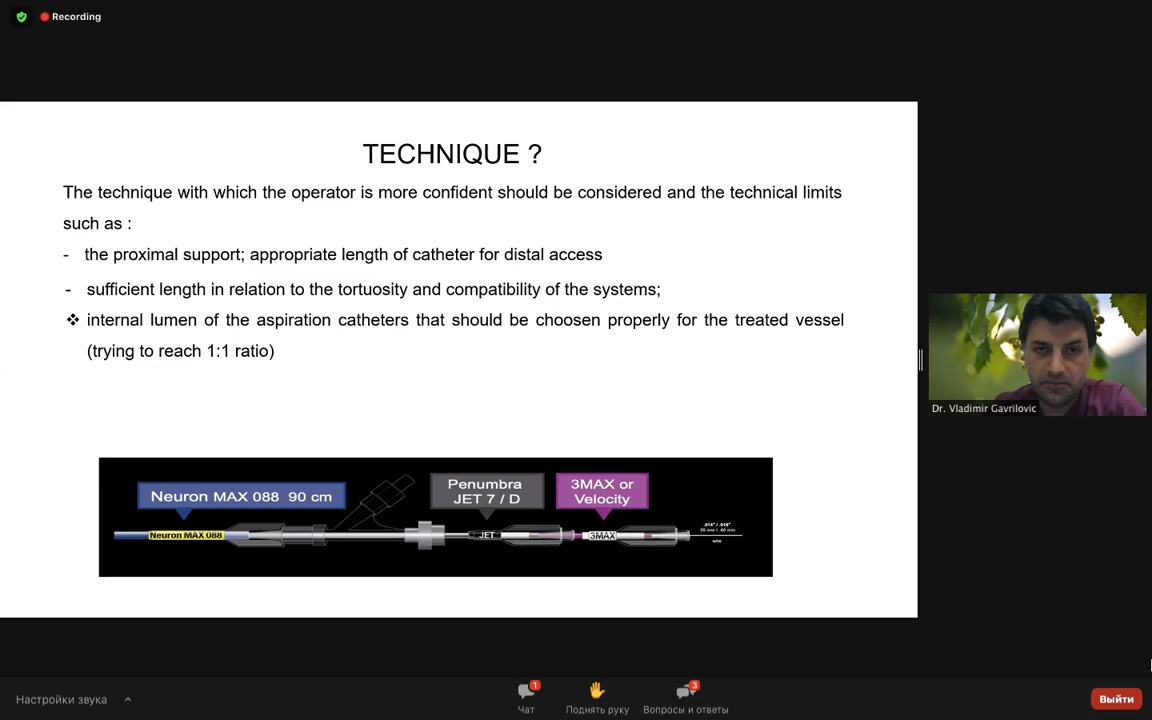 Recording
TECHNIQUE ?
The technique with which the operator is more confident should be considered and the technical limits
such as :
- the proximal support; appropriate length of catheter for distal access
- sufficient length in relation to the tortuosity and compatibility of the systems;
❖ internal lumen of the aspiration catheters that should be choosen properly for the treated vessel
(trying to reach 1:1 ratio)
Neuron MAX 088 90 cm
Penumbra
JET 7 / D
3MAX or
Velocity
Neuron MAX 088
JET
3MAX
.014"/ .016"
wire
Dr. Vladimir Gavrilovic
Настройки звука
1
Чат
Поднять руку
3
Вопросы и ответы
Выйти